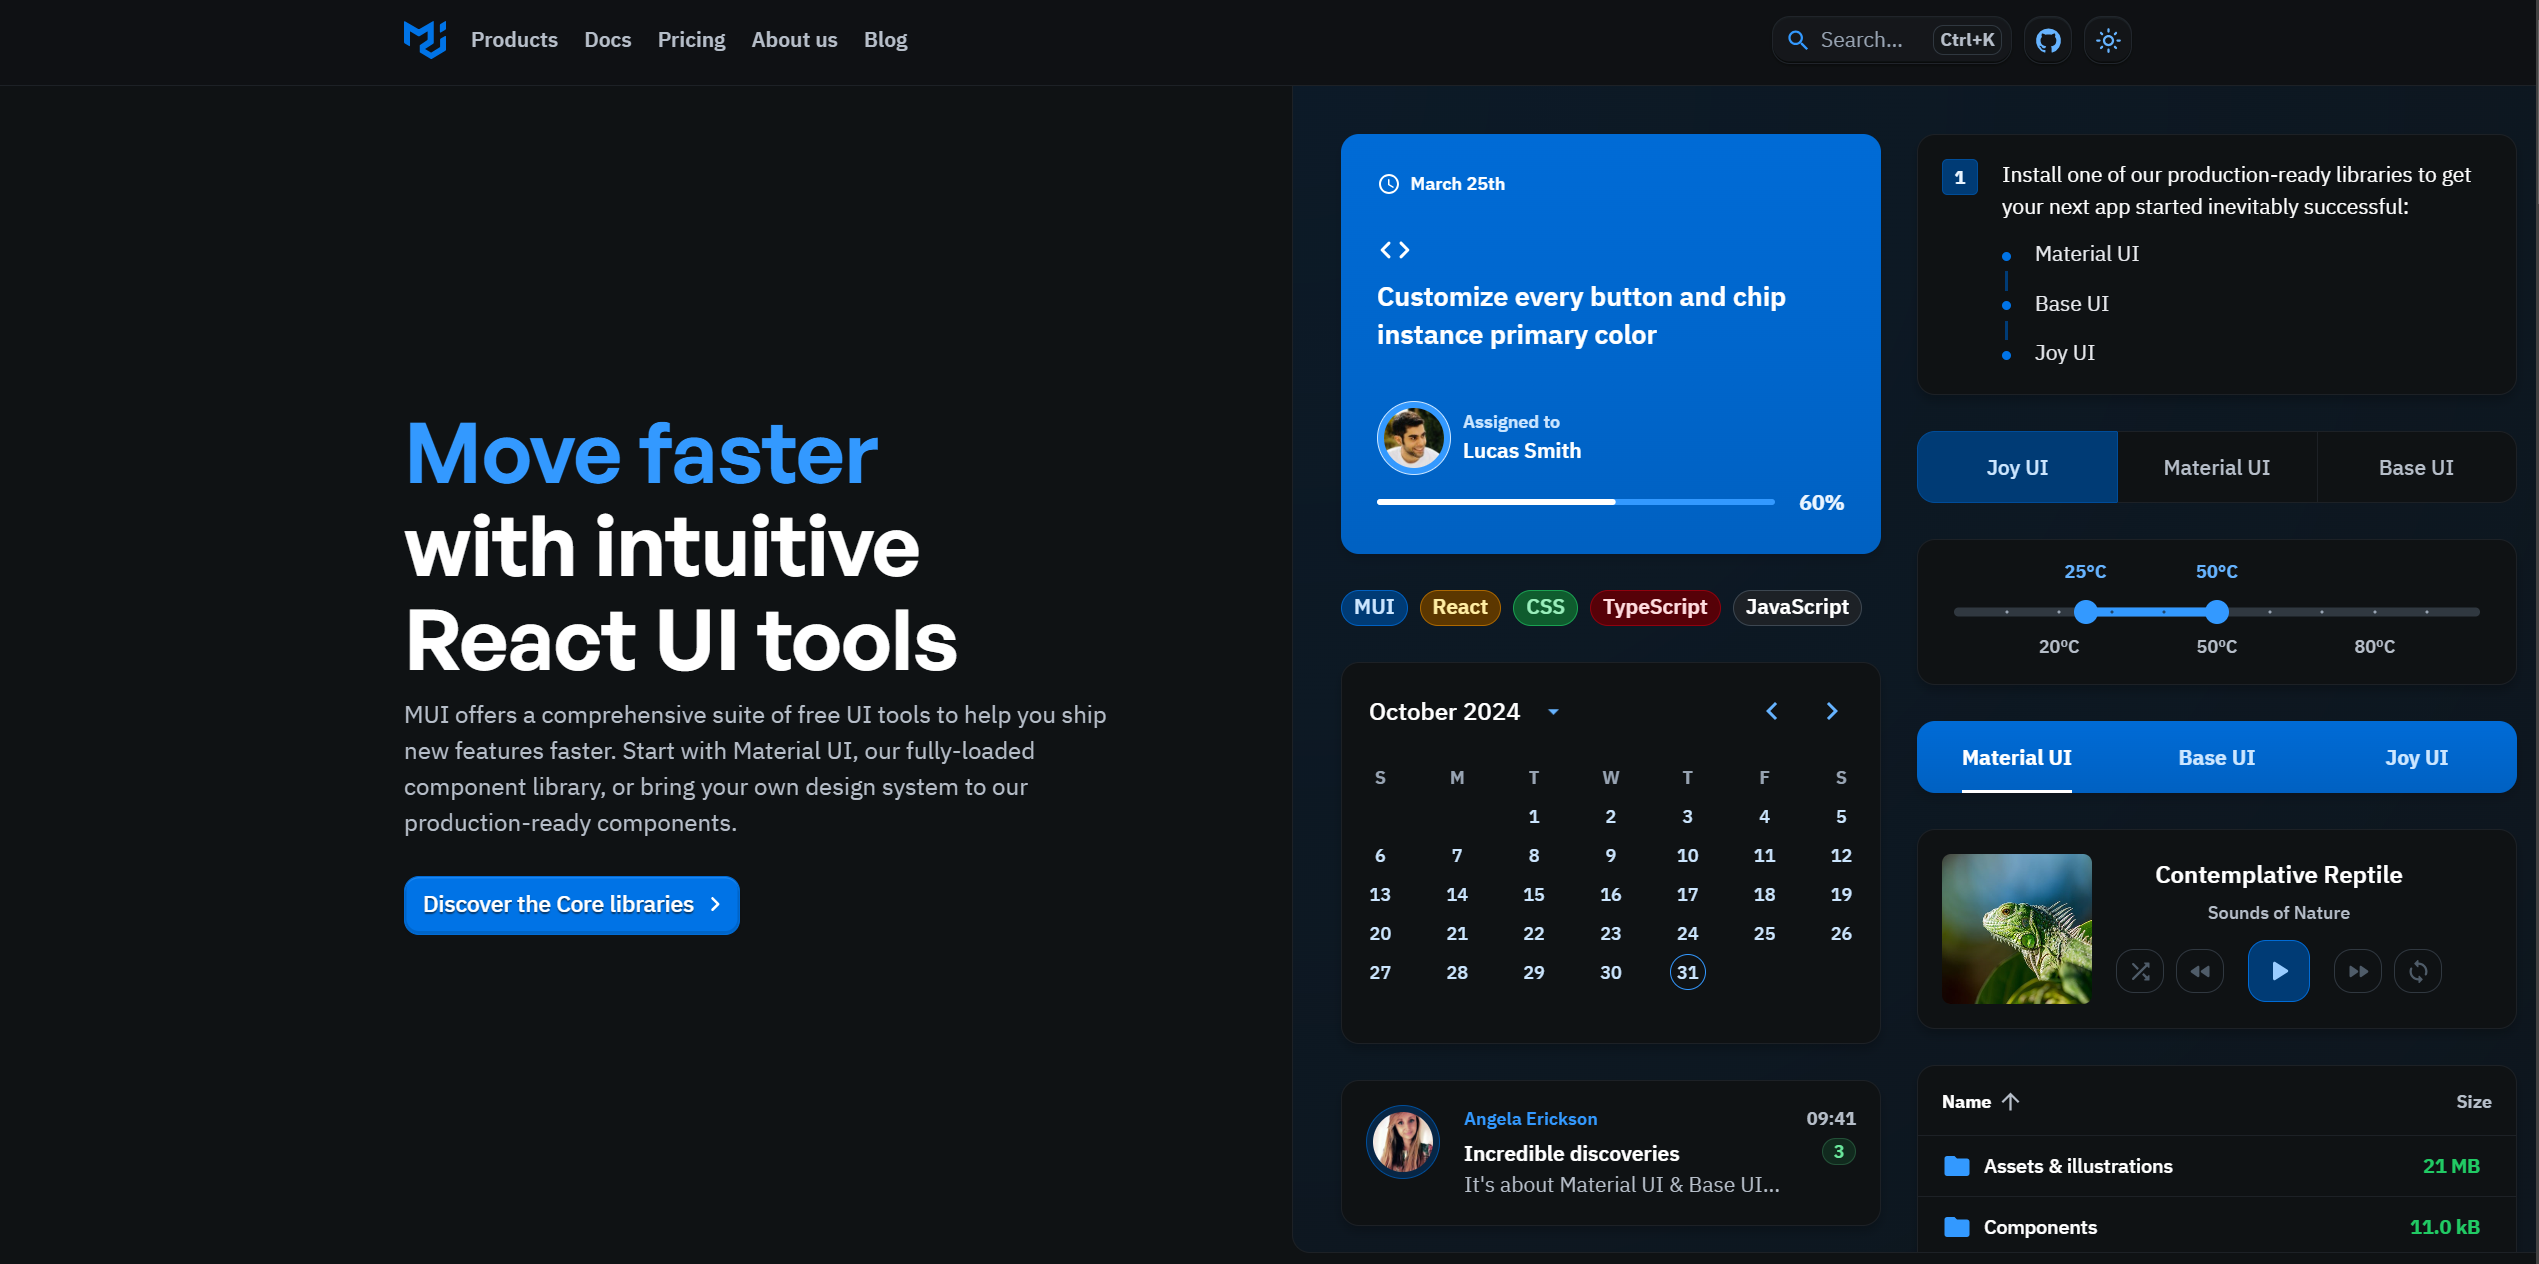 Products Docs Pricing About us Blog
Search... Ctrl+K
Move faster
with intuitive
React UI tools
MUI offers a comprehensive suite of free UI tools to help you ship
new features faster. Start with Material UI, our fully-loaded
component library, or bring your own design system to our
production-ready components.
Discover the Core libraries
March 25th
Customize every button and chip
instance primary color
Assigned to
Lucas Smith
60%
MUI React CSS TypeScript JavaScript
October 2024
S M T W T F S
1 2 3 4 5
6 7 8 9 10 11 12
13 14 15 16 17 18 19
20 21 22 23 24 25 26
27 28 29 30 31
Angela Erickson 09:41
Incredible discoveries 3
It's about Material UI & Base UI...
1 Install one of our production-ready libraries to get
your next app started inevitably successful:
Material UI
Base UI
Joy UI
Joy UI Material UI Base UI
25°C 50°C
20°C 50°C 80°C
Material UI Base UI Joy UI
Contemplative Reptile
Sounds of Nature
Name Size
Assets & illustrations 21 MB
Components 11.0 kB